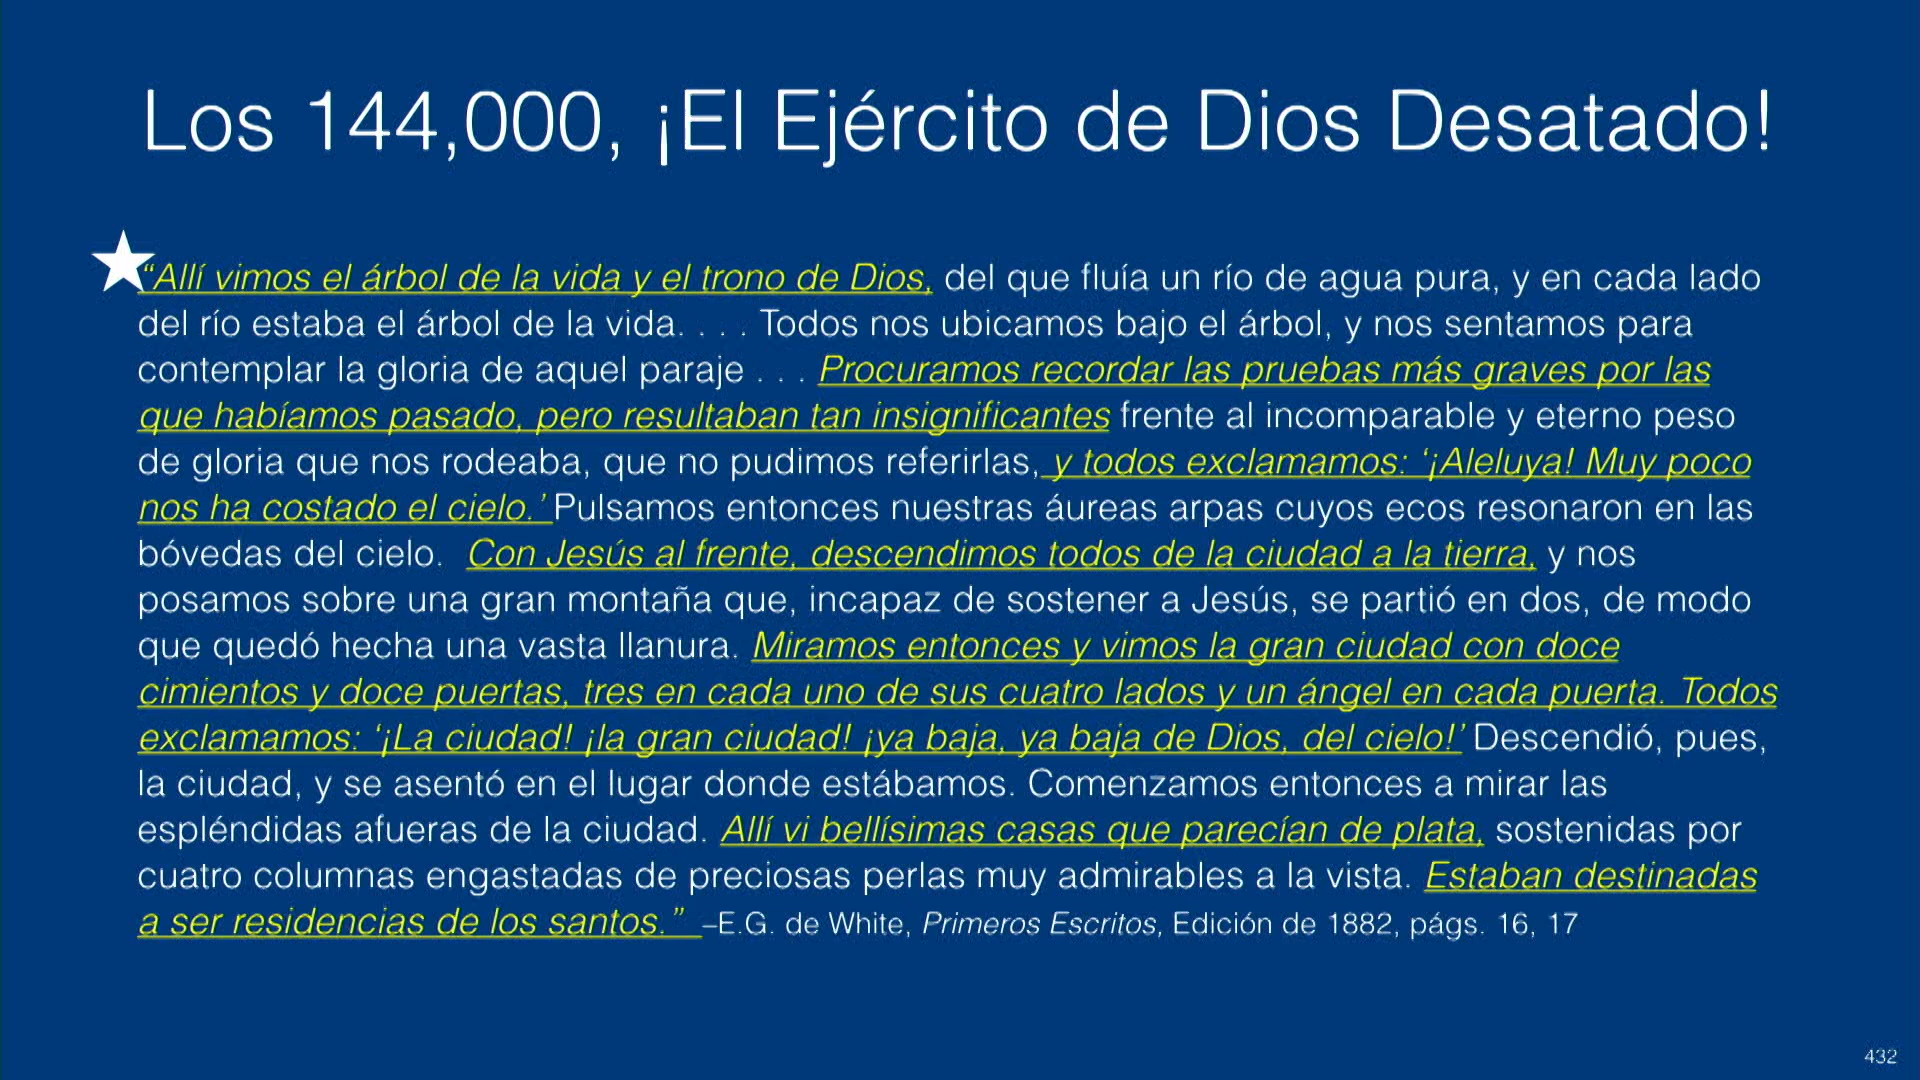 Los 144,000, ¡El Ejército de Dios Desatado!
“Allí vimos el árbol de la vida y el trono de Dios, del que fluía un río de agua pura, y en cada lado
del río estaba el árbol de la vida. . . . Todos nos ubicamos bajo el árbol, y nos sentamos para
contemplar la gloria de aquel paraje . . . Procuramos recordar las pruebas más graves por las
que habíamos pasado, pero resultaban tan insignificantes frente al incomparable y eterno peso
de gloria que nos rodeaba, que no pudimos referirlas, y todos exclamamos: ‘¡Aleluya! Muy poco
nos ha costado el cielo.’ Pulsamos entonces nuestras áureas arpas cuyos ecos resonaron en las
bóvedas del cielo.  Con Jesús al frente, descendimos todos de la ciudad a la tierra, y nos
posamos sobre una gran montaña que, incapaz de sostener a Jesús, se partió en dos, de modo
que quedó hecha una vasta llanura. Miramos entonces y vimos la gran ciudad con doce
cimientos y doce puertas, tres en cada uno de sus cuatro lados y un ángel en cada puerta. Todos
exclamamos: ‘¡La ciudad! ¡la gran ciudad! ¡ya baja, ya baja de Dios, del cielo!’ Descendió, pues,
la ciudad, y se asentó en el lugar donde estábamos. Comenzamos entonces a mirar las
espléndidas afueras de la ciudad. Allí vi bellísimas casas que parecían de plata, sostenidas por
cuatro columnas engastadas de preciosas perlas muy admirables a la vista. Estaban destinadas
a ser residencias de los santos.” –E.G. de White, Primeros Escritos, Edición de 1882, págs. 16, 17
432